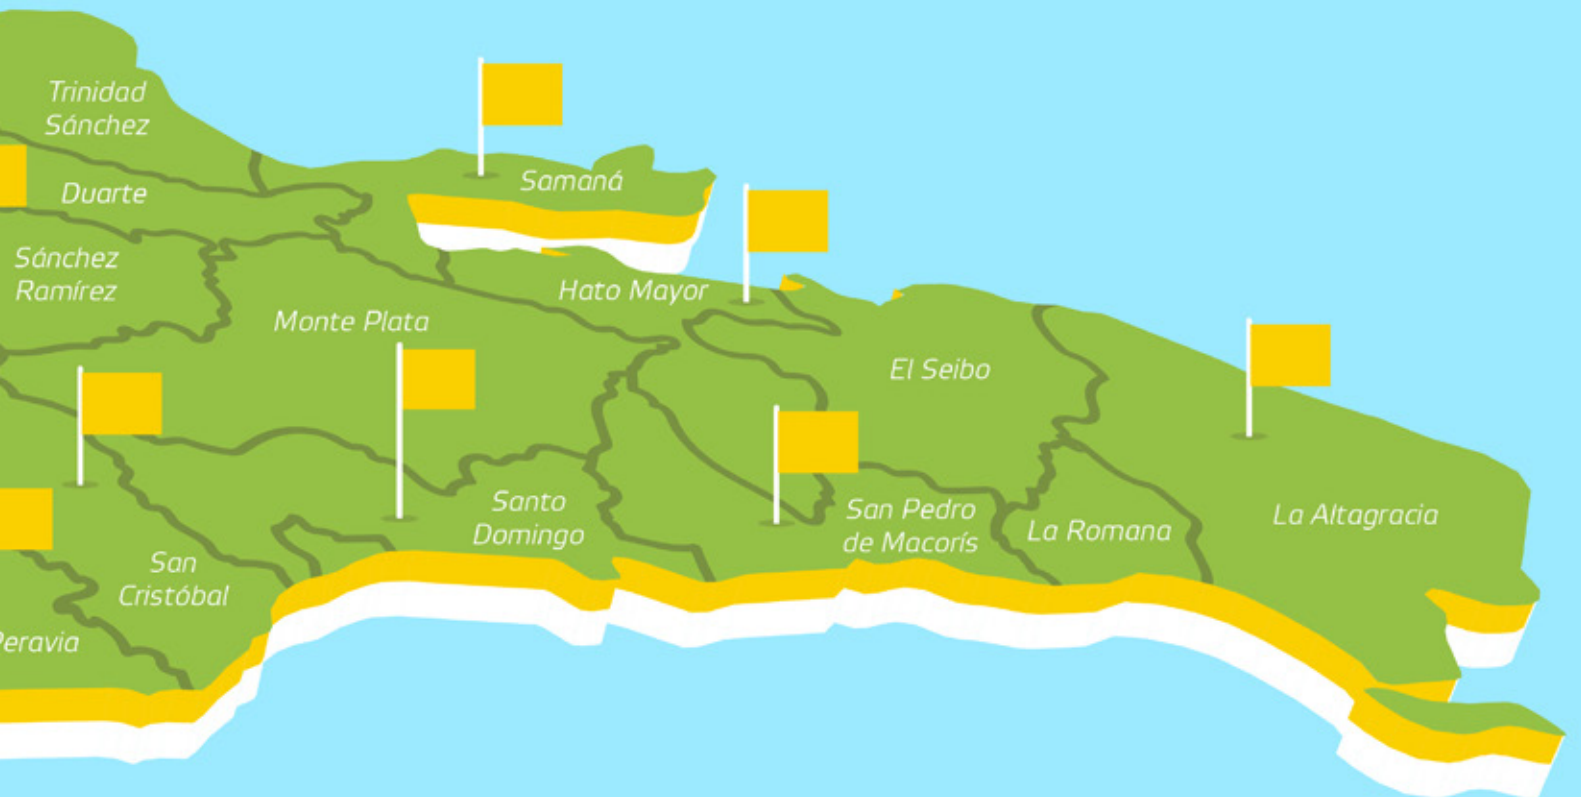 Trinidad
Sánchez
Duarte
Samaná
Sánchez
Ramírez
Hato Mayor
Monte Plata
El Seibo
Santo
Domingo
San Pedro
de Macorís
La Romana
La Altagracia
San
Cristóbal
Peravia